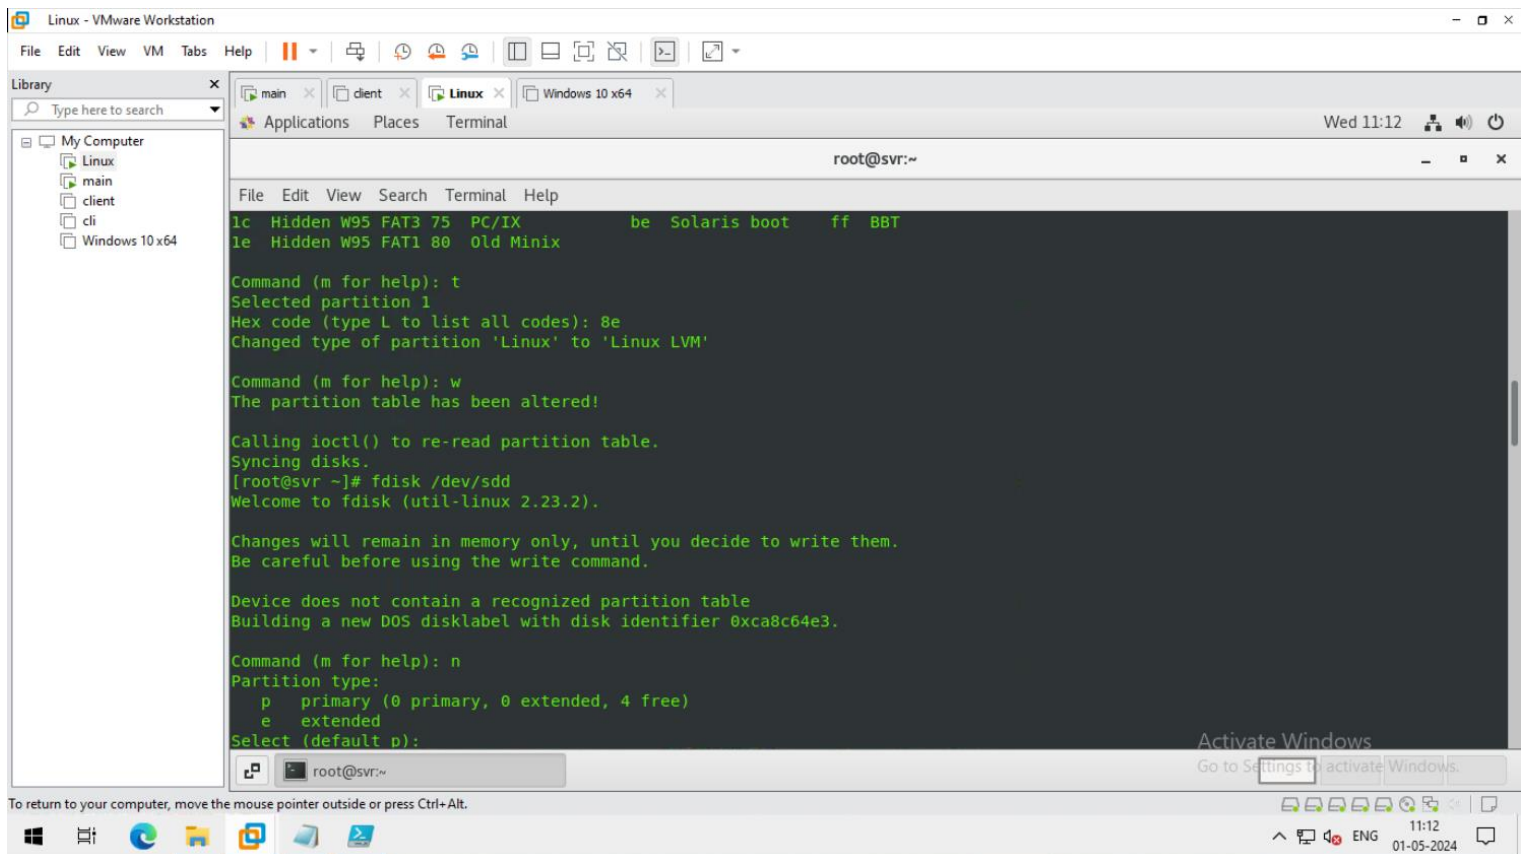 Linux - VMware Workstation
File Edit View VM Tabs Help
Library
Type here to search
My Computer
Linux
main
client
cli
Windows 10 x64
main client Linux Windows 10 x64
Applications Places Terminal Wed 11:12
root@svr:~
File Edit View Search Terminal Help
1c Hidden W95 FAT3 75 PC/IX be Solaris boot ff BBT
1e Hidden W95 FAT1 80 Old Minix
Command (m for help): t
Selected partition 1
Hex code (type L to list all codes): 8e
Changed type of partition 'Linux' to 'Linux LVM'
Command (m for help): w
The partition table has been altered!
Calling ioctl() to re-read partition table.
Syncing disks.
[root@svr ~]# fdisk /dev/sdd
Welcome to fdisk (util-linux 2.23.2).
Changes will remain in memory only, until you decide to write them.
Be careful before using the write command.
Device does not contain a recognized partition table
Building a new DOS disklabel with disk identifier 0xca8c64e3.
Command (m for help): n
Partition type:
p primary (0 primary, 0 extended, 4 free)
e extended
Select (default p):
Activate Windows
Go to Settings to activate Windows.
root@svr:~
To return to your computer, move the mouse pointer outside or press Ctrl+Alt.
ENG
11:12
01-05-2024